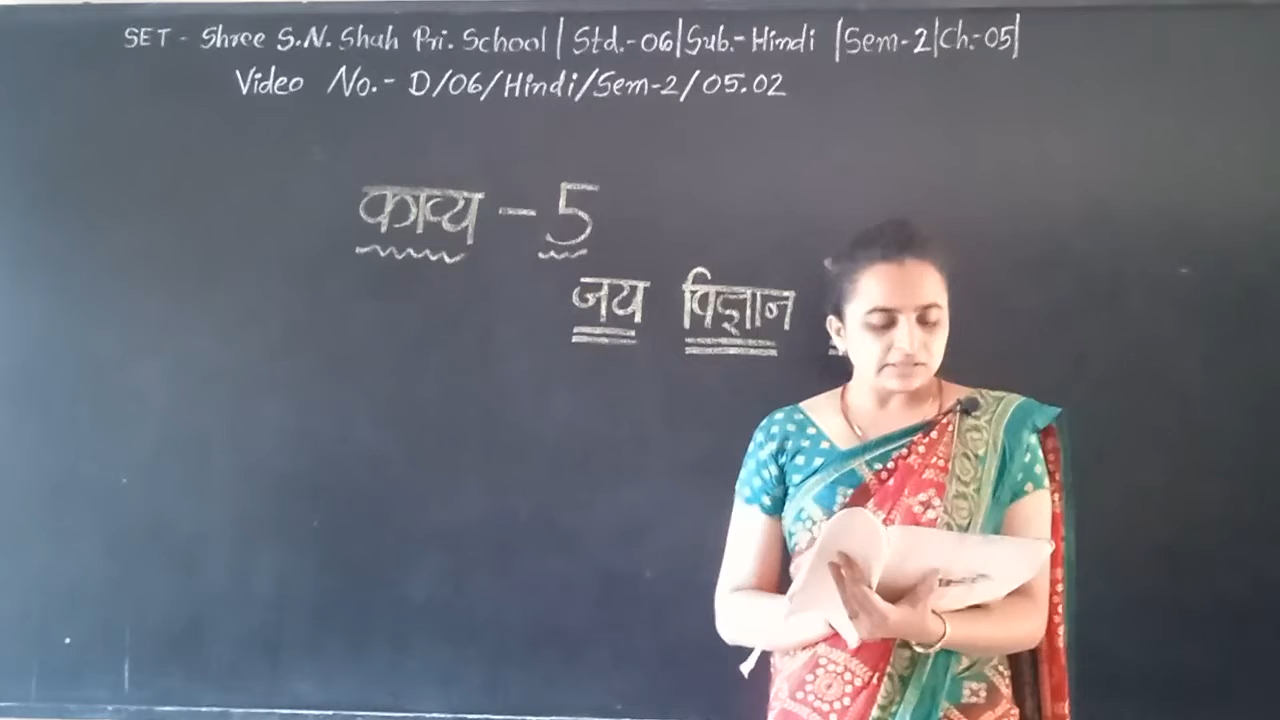 SET - Shree S.N. Shah Pri. School | Std.-06 | Sub.- Hindi | Sem-2 | Ch.-05 |
Video No.- D/06/Hindi/Sem-2/05.02
काव्य - 5
जय विज्ञान